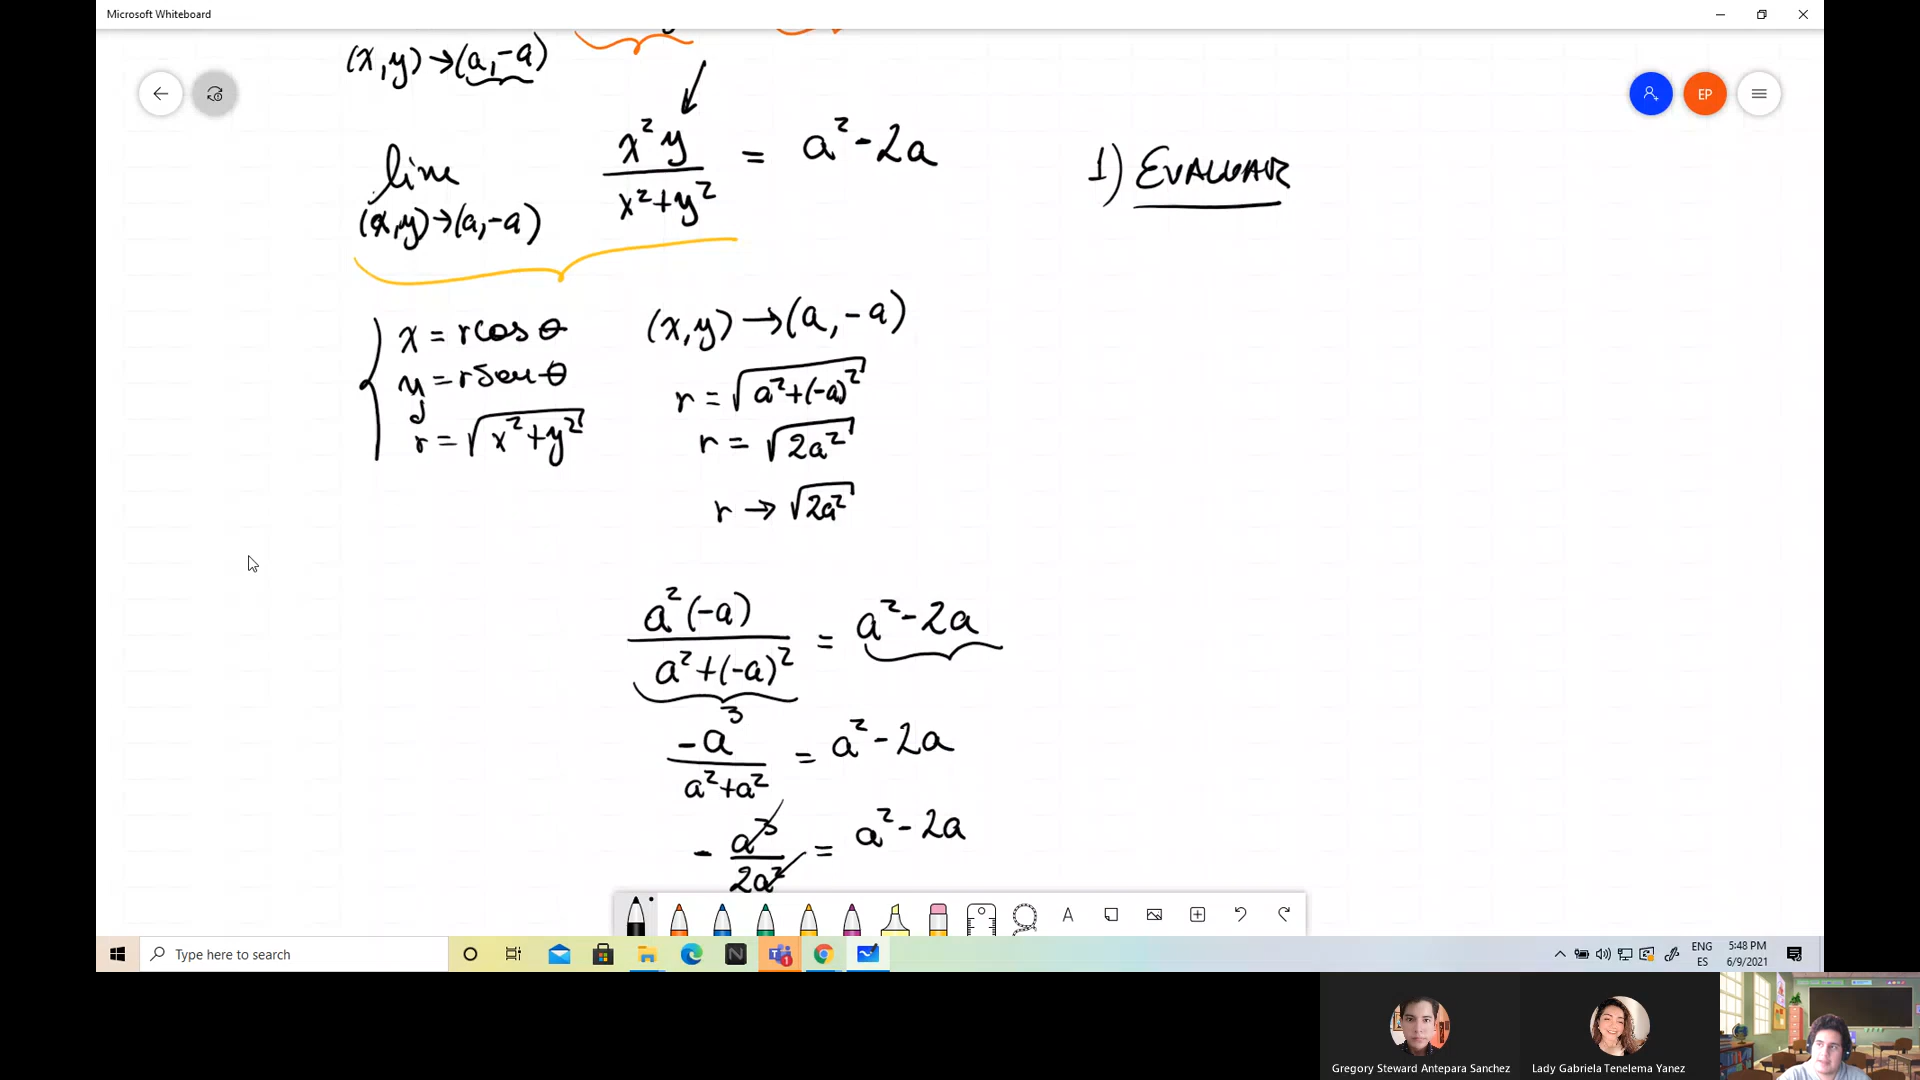 Microsoft Whiteboard
(x,y)→(a,-a)
EP
lim x²y / x²+y² = a²-2a
(x,y)→(a,-a)
1) EVALUAR
x = r cos θ
y = r Sen θ
r = √x²+y²
(x,y)→(a,-a)
r = √a²+(-a)²
r = √2a²
r → √2a²
a²(-a) / a²+(-a)² = a²-2a
-a³ / a²+a² = a²-2a
- a³ / 2a² = a²-2a
A
Type here to search
N
1
ENG
ES
5:48 PM
6/9/2021
Gregory Steward Antepara Sanchez
Lady Gabriela Tenelema Yanez